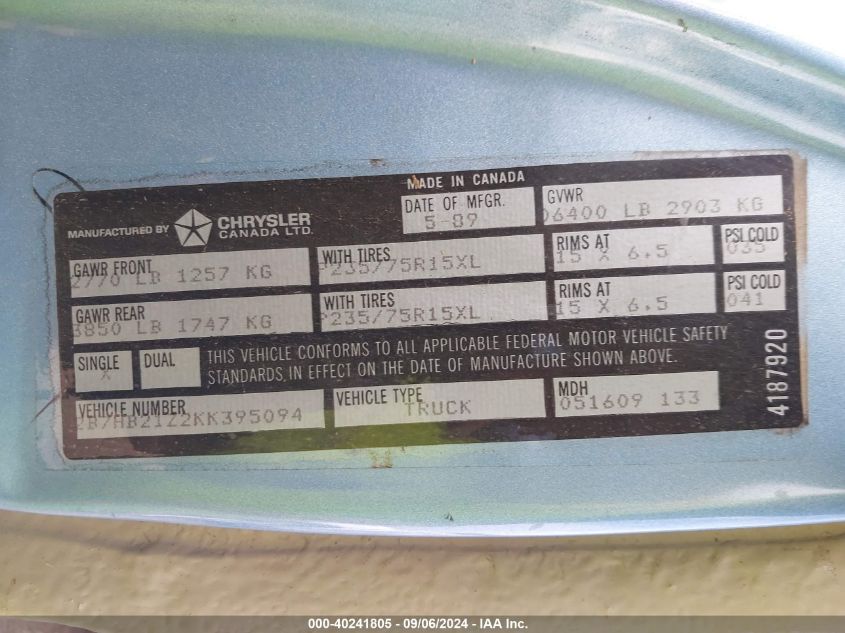 MADE IN CANADA
MANUFACTURED BY CHRYSLER CANADA LTD.
DATE OF MFGR. 5-89
GVWR 06400 LB 2903 KG
GAWR FRONT 2770 LB 1257 KG
WITH TIRES P235/75R15XL
RIMS AT 15 X 6.5
PSI COLD 035
GAWR REAR 3850 LB 1747 KG
WITH TIRES P235/75R15XL
RIMS AT 15 X 6.5
PSI COLD 041
SINGLE X
DUAL
THIS VEHICLE CONFORMS TO ALL APPLICABLE FEDERAL MOTOR VEHICLE SAFETY
STANDARDS IN EFFECT ON THE DATE OF MANUFACTURE SHOWN ABOVE.
VEHICLE NUMBER 2B7HB21Z2KK395094
VEHICLE TYPE TRUCK
MDH 051609 133
4187920
000-40241805 - 09/06/2024 - IAA Inc.